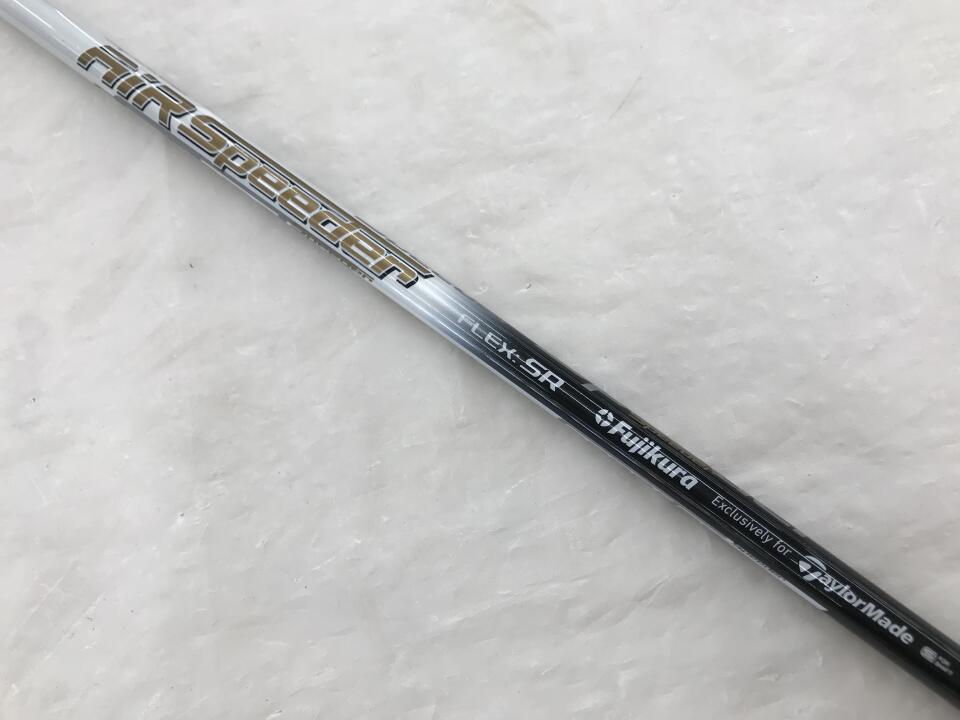 AiR Speeder
FLEX: SR
Fujikura
Exclusively for
TaylorMade